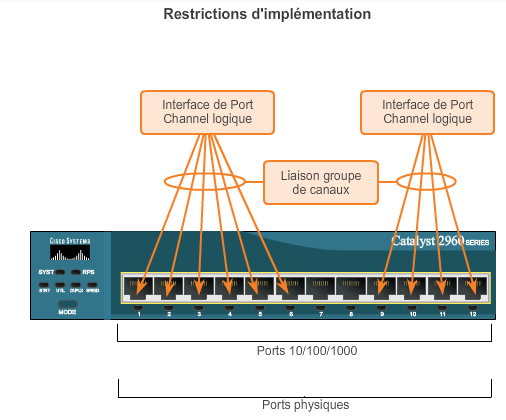 Restrictions d'implémentation
Interface de Port
Channel logique
Interface de Port
Channel logique
Liaison groupe
de canaux
CISCO SYSTEMS
Catalyst 2960 SERIES
SYST RPS
STAT UTIL DUPLX SPEED
MODE
1 2 3 4 5 6 7 8 9 10 11 12
Ports 10/100/1000
Ports physiques